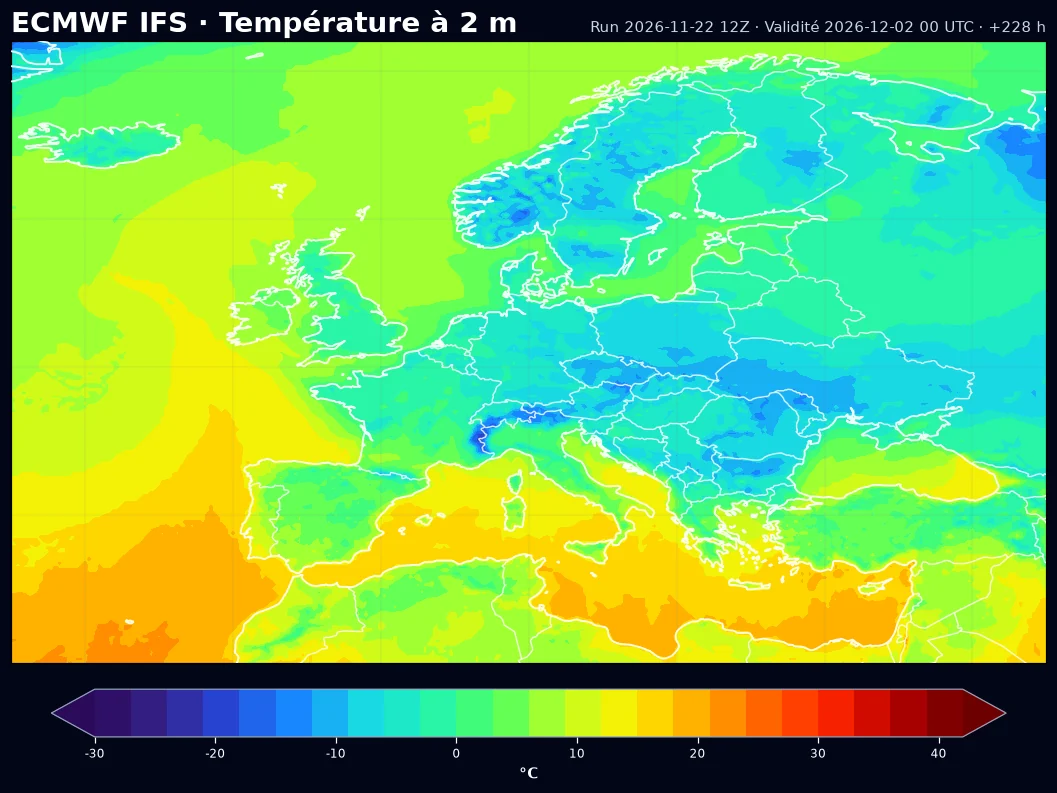 ECMWF IFS · Température à 2 m
Run 2026-11-22 12Z · Validité 2026-12-02 00 UTC · +228 h
-30 -20 -10 0 10 20 30 40
°C